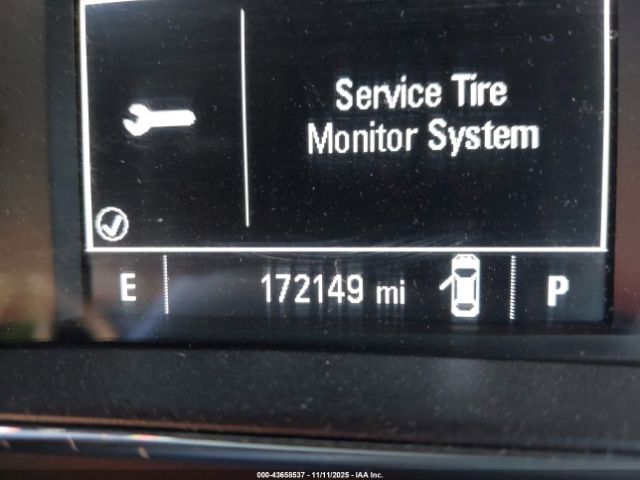 Service Tire
Monitor System
E 172149 mi P
000-43658537 - 11/11/2025 - IAA Inc.